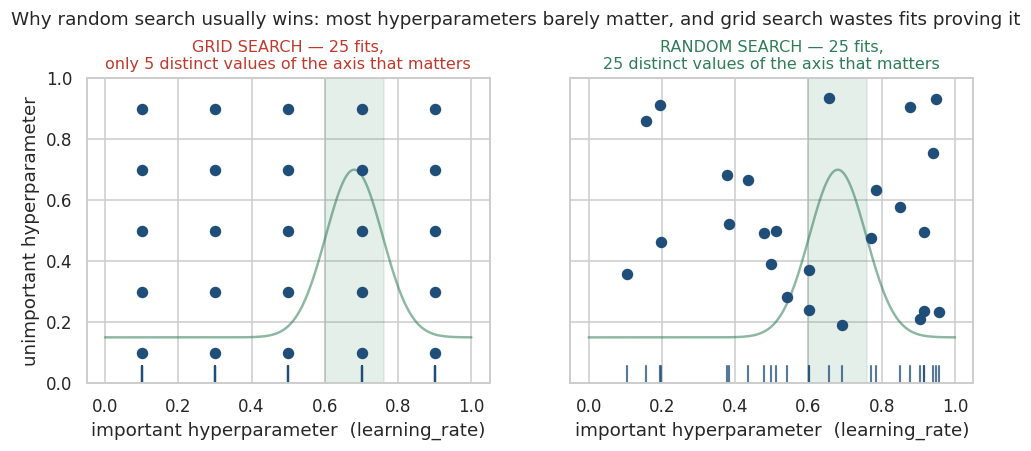 Why random search usually wins: most hyperparameters barely matter, and grid search wastes fits proving it
GRID SEARCH — 25 fits,
only 5 distinct values of the axis that matters
RANDOM SEARCH — 25 fits,
25 distinct values of the axis that matters
unimportant hyperparameter
1.0
0.8
0.6
0.4
0.2
0.0
0.0 0.2 0.4 0.6 0.8 1.0
0.0 0.2 0.4 0.6 0.8 1.0
important hyperparameter (learning_rate)
important hyperparameter (learning_rate)